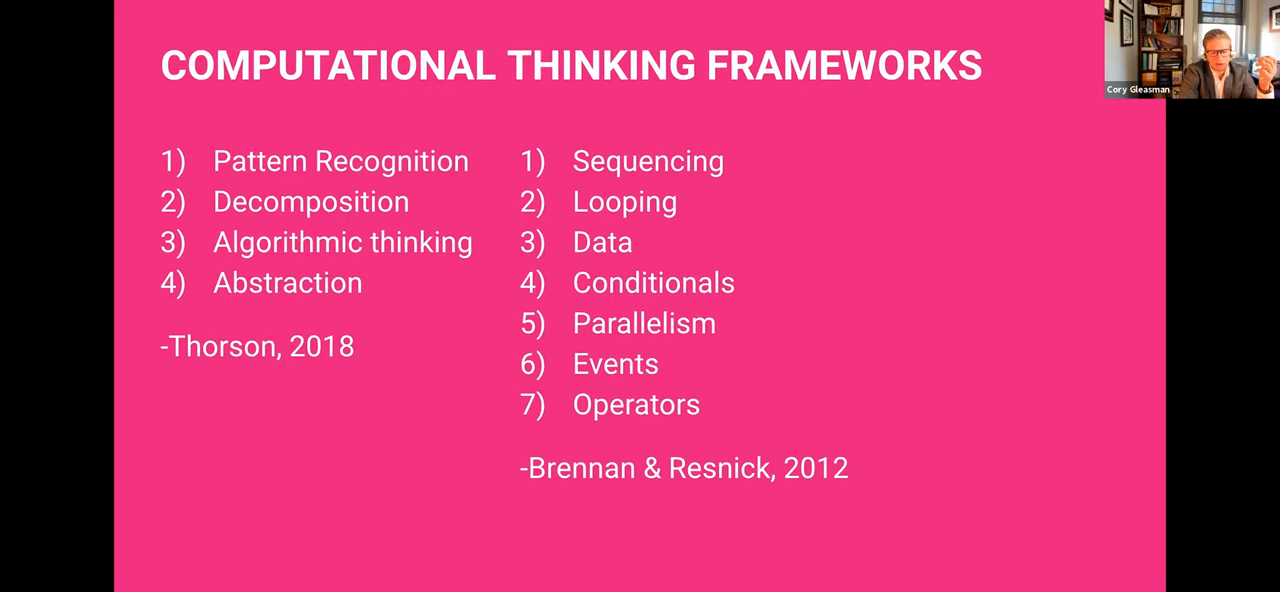 COMPUTATIONAL THINKING FRAMEWORKS
1) Pattern Recognition
2) Decomposition
3) Algorithmic thinking
4) Abstraction
-Thorson, 2018
1) Sequencing
2) Looping
3) Data
4) Conditionals
5) Parallelism
6) Events
7) Operators
-Brennan & Resnick, 2012
Cory Gleasman